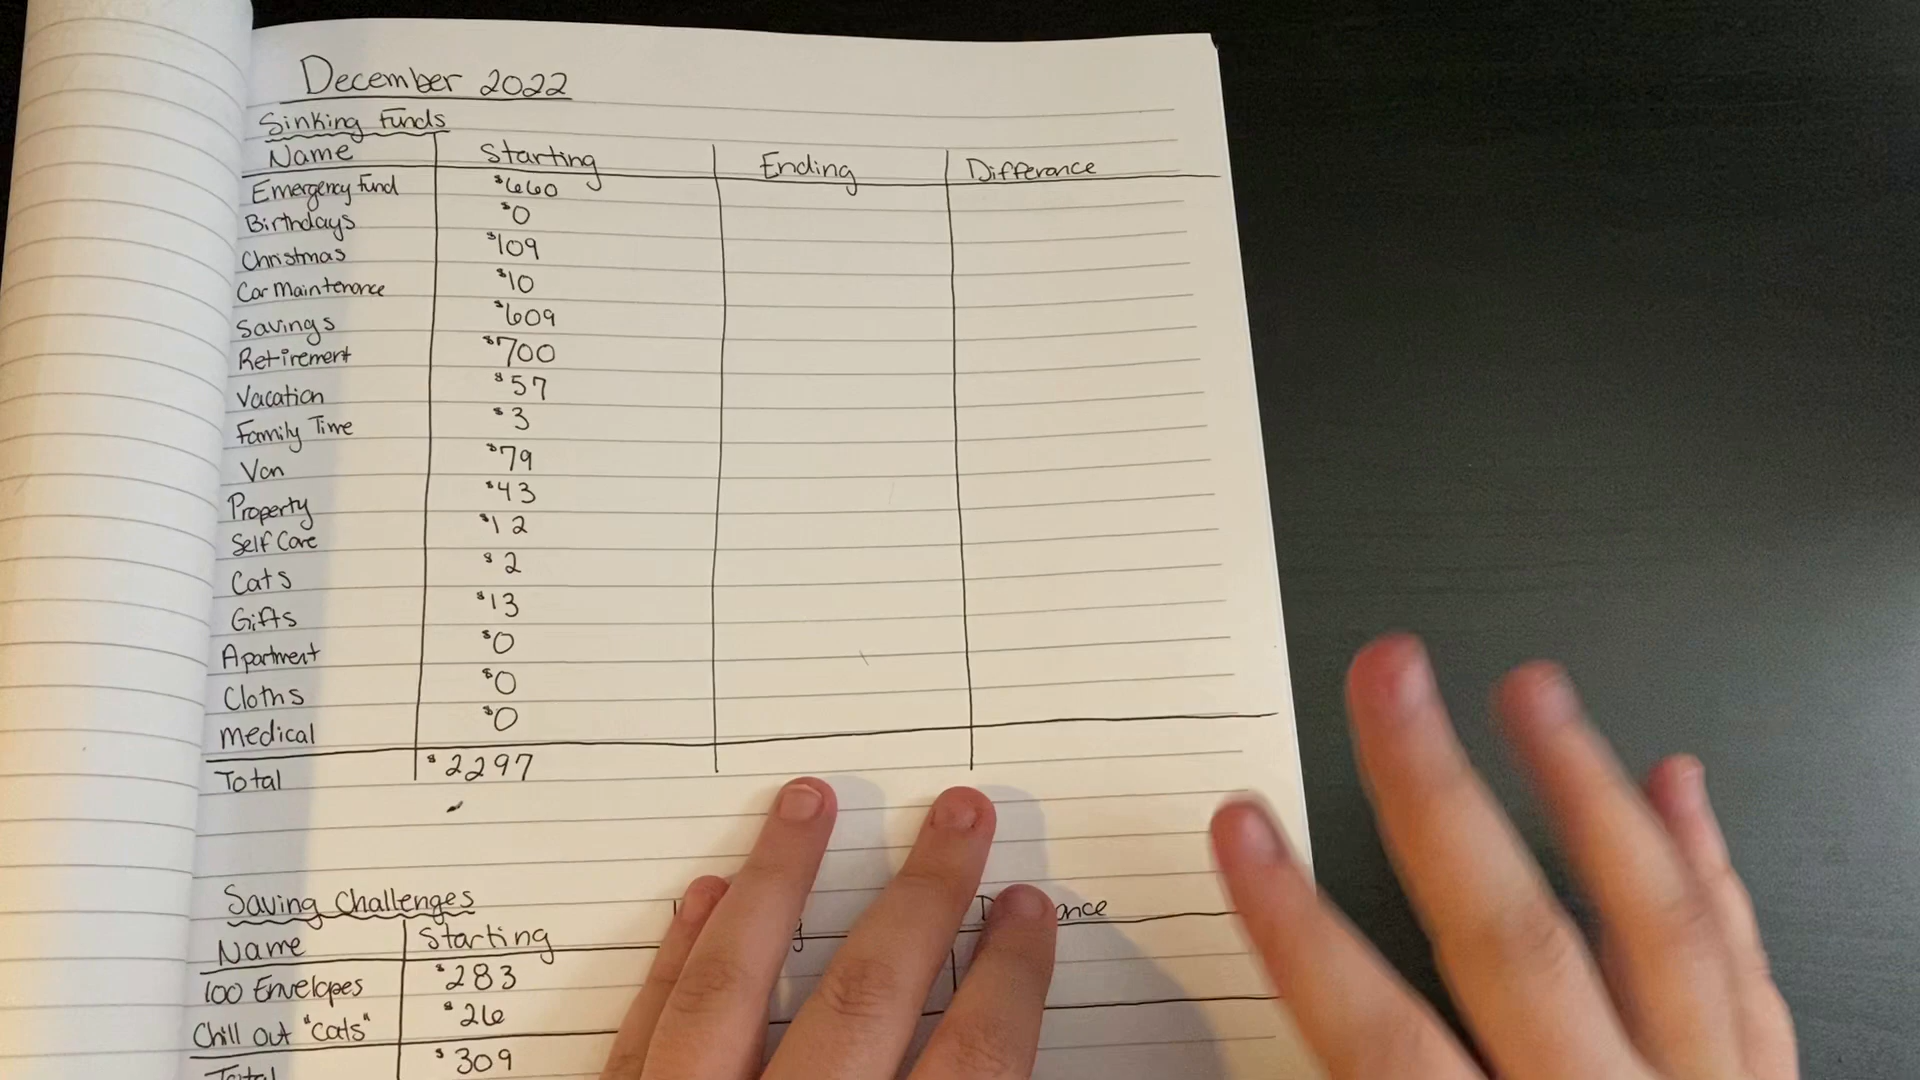 December 2022
Sinking Funds
Name Starting Ending Difference
Emergency Fund $660
Birthdays $0
Christmas $109
Car Maintenance $10
Savings $609
Retirement $700
Vacation $57
Family Time $3
Van $79
Property $43
Self Care $12
Cats $2
Gifts $13
Apartment $0
Cloths $0
Medical $0
Total $2297
Saving Challenges
Name Starting
100 Envelopes $283
Chill out "Cats" $26
Total $309